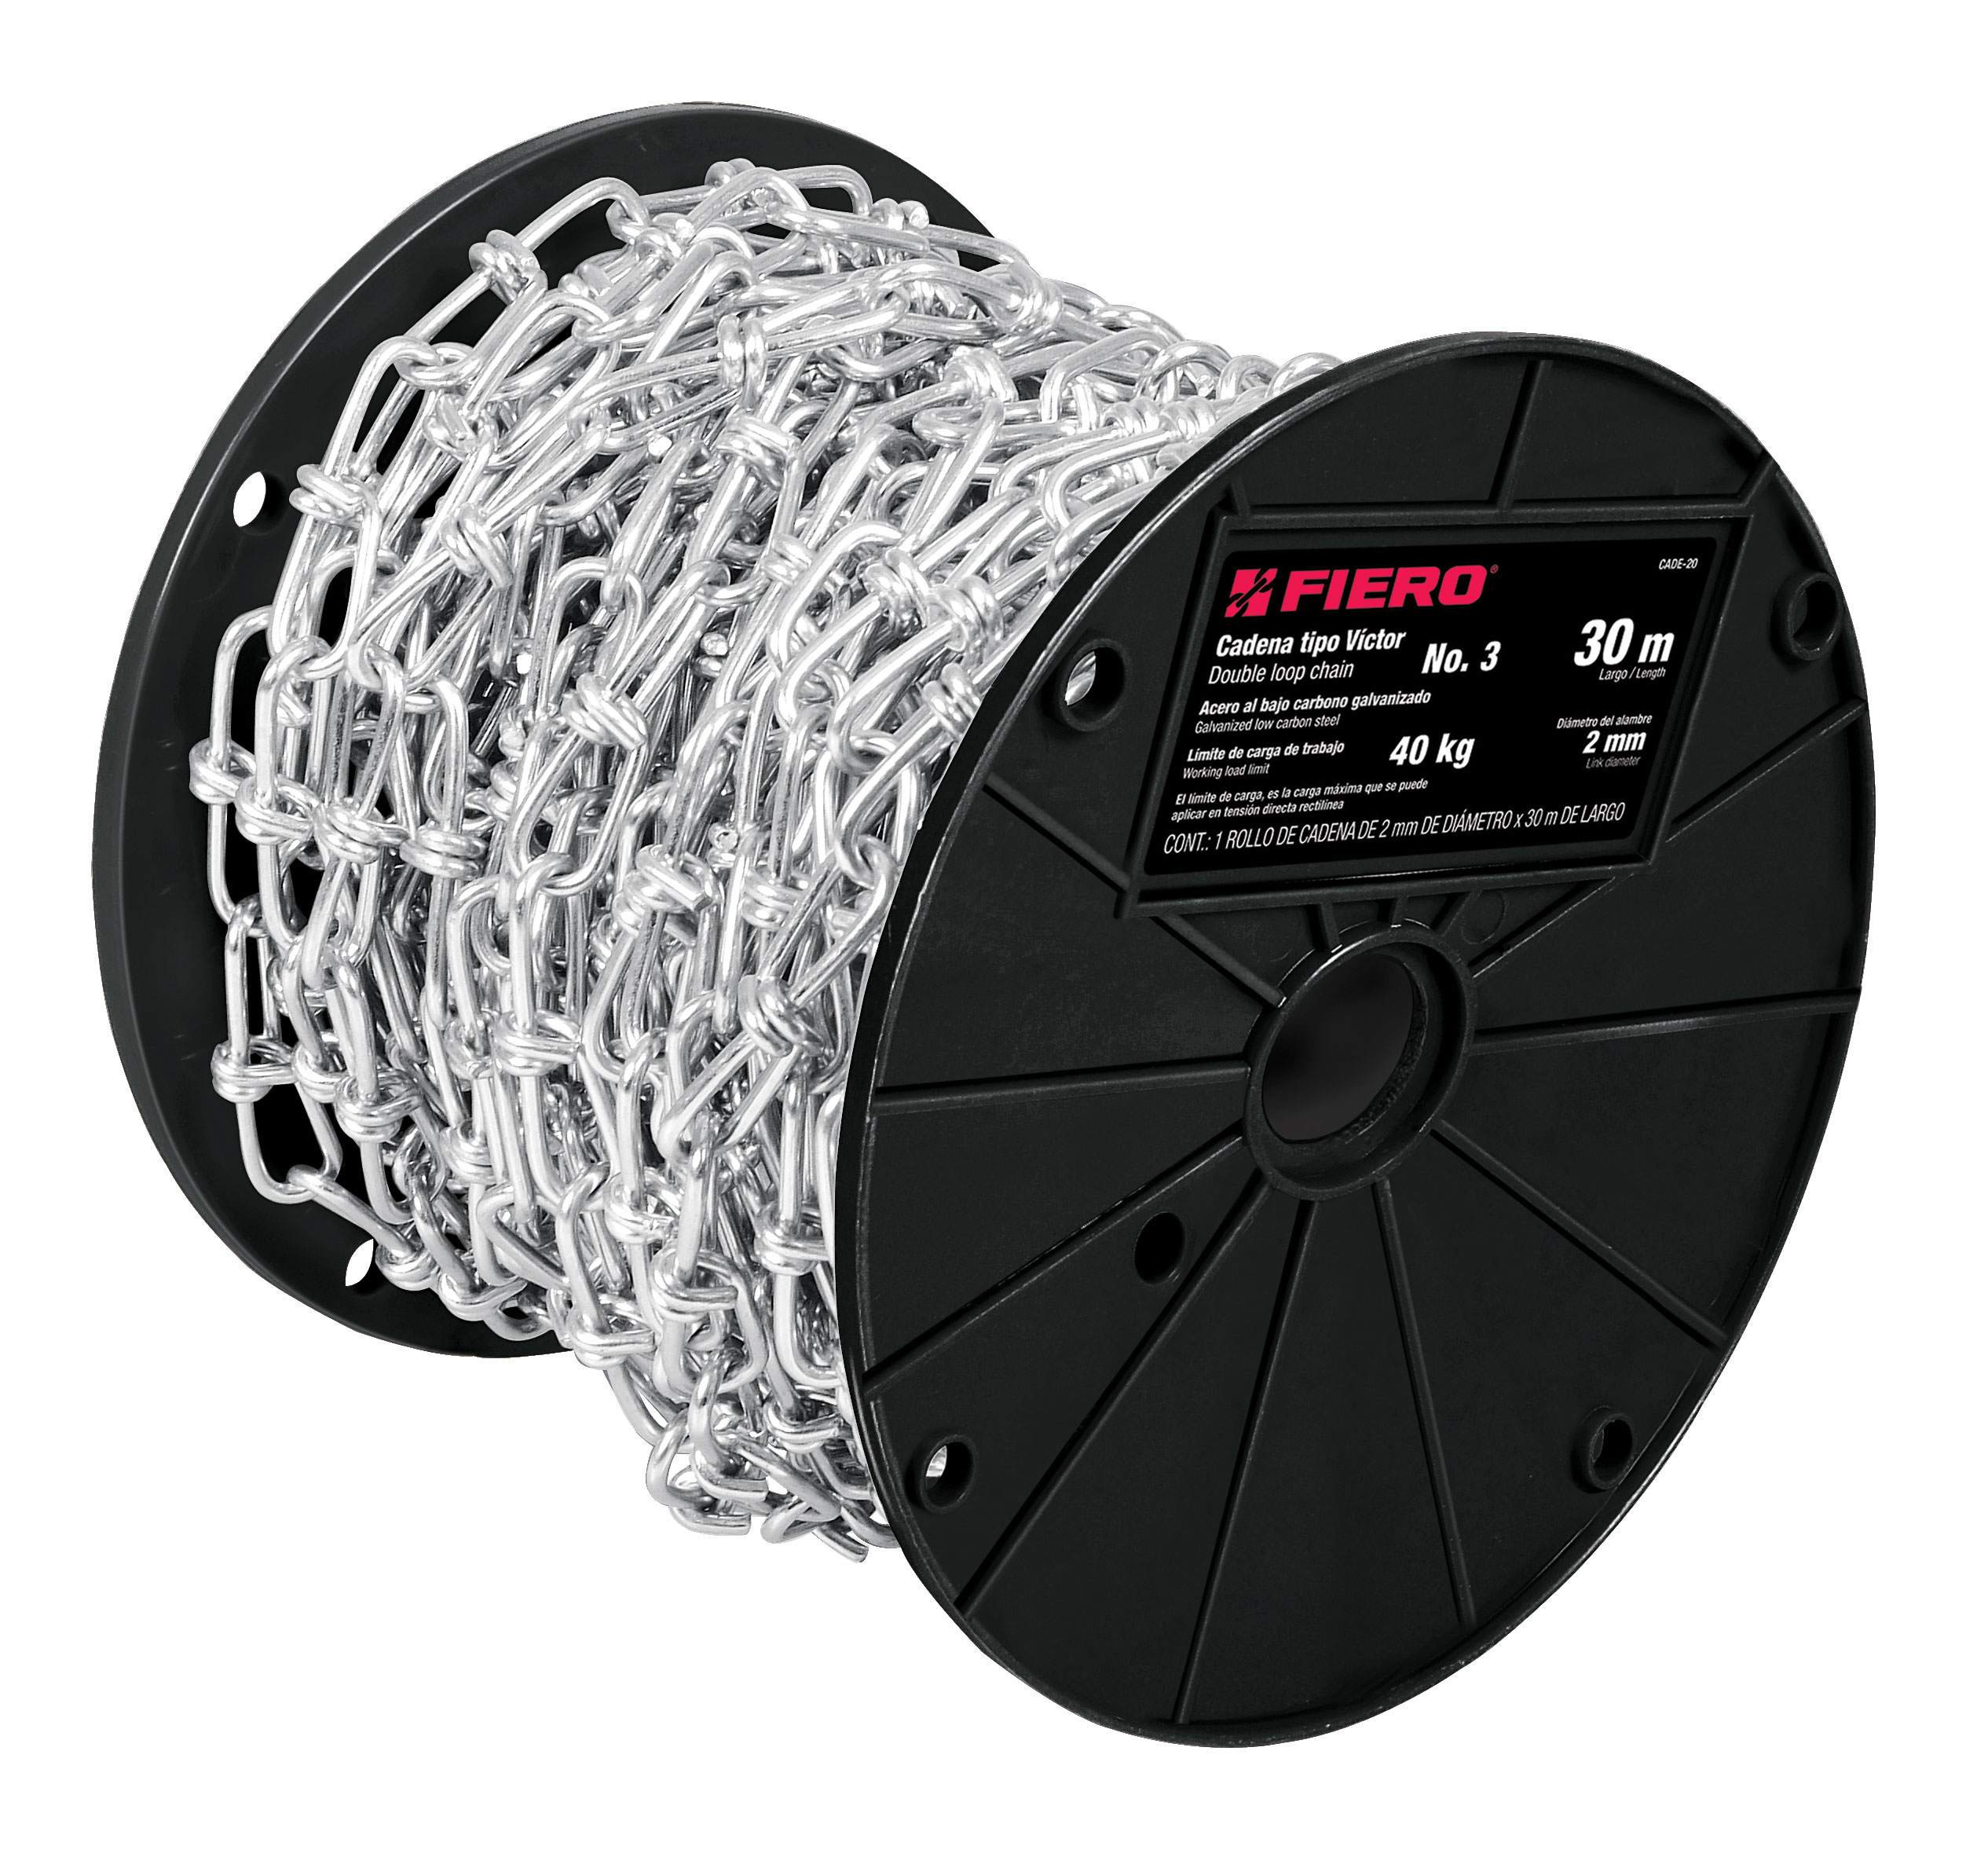 CADE-20
FIERO®
Cadena tipo Víctor
Double loop chain
No. 3
30 m
Largo / Length
Acero al bajo carbono galvanizado
Galvanized low carbon steel
Diámetro del alambre
2 mm
Link diameter
Límite de carga de trabajo
Working load limit
40 kg
El límite de carga, es la carga máxima que se puede
aplicar en tensión directa rectilínea
CONT.: 1 ROLLO DE CADENA DE 2 mm DE DIÁMETRO x 30 m DE LARGO